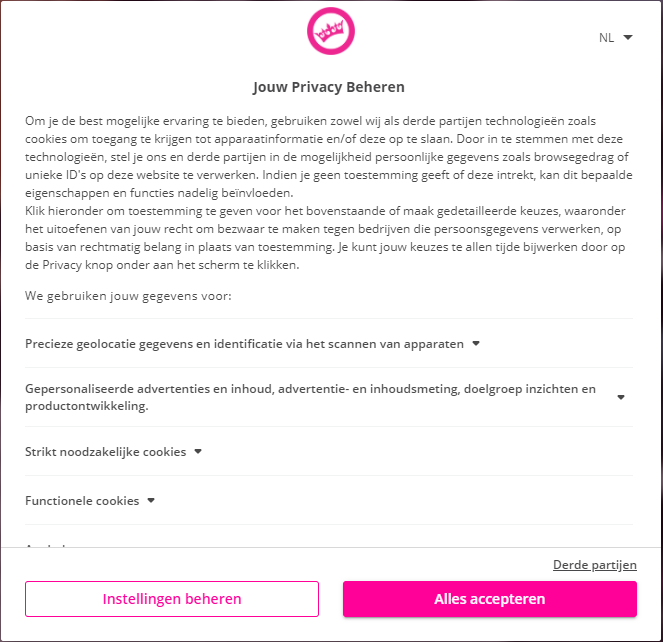 NL
Jouw Privacy Beheren
Om je de best mogelijke ervaring te bieden, gebruiken zowel wij als derde partijen technologieën zoals
cookies om toegang te krijgen tot apparaatinformatie en/of deze op te slaan. Door in te stemmen met deze
technologieën, stel je ons en derde partijen in de mogelijkheid persoonlijke gegevens zoals browsegedrag of
unieke ID's op deze website te verwerken. Indien je geen toestemming geeft of deze intrekt, kan dit bepaalde
eigenschappen en functies nadelig beïnvloeden.
Klik hieronder om toestemming te geven voor het bovenstaande of maak gedetailleerde keuzes, waaronder
het uitoefenen van jouw recht om bezwaar te maken tegen bedrijven die persoonsgegevens verwerken, op
basis van rechtmatig belang in plaats van toestemming. Je kunt jouw keuzes te allen tijde bijwerken door op
de Privacy knop onder aan het scherm te klikken.
We gebruiken jouw gegevens voor:
Precieze geolocatie gegevens en identificatie via het scannen van apparaten
Gepersonaliseerde advertenties en inhoud, advertentie- en inhoudsmeting, doelgroep inzichten en
productontwikkeling.
Strikt noodzakelijke cookies
Functionele cookies
Derde partijen
Instellingen beheren
Alles accepteren